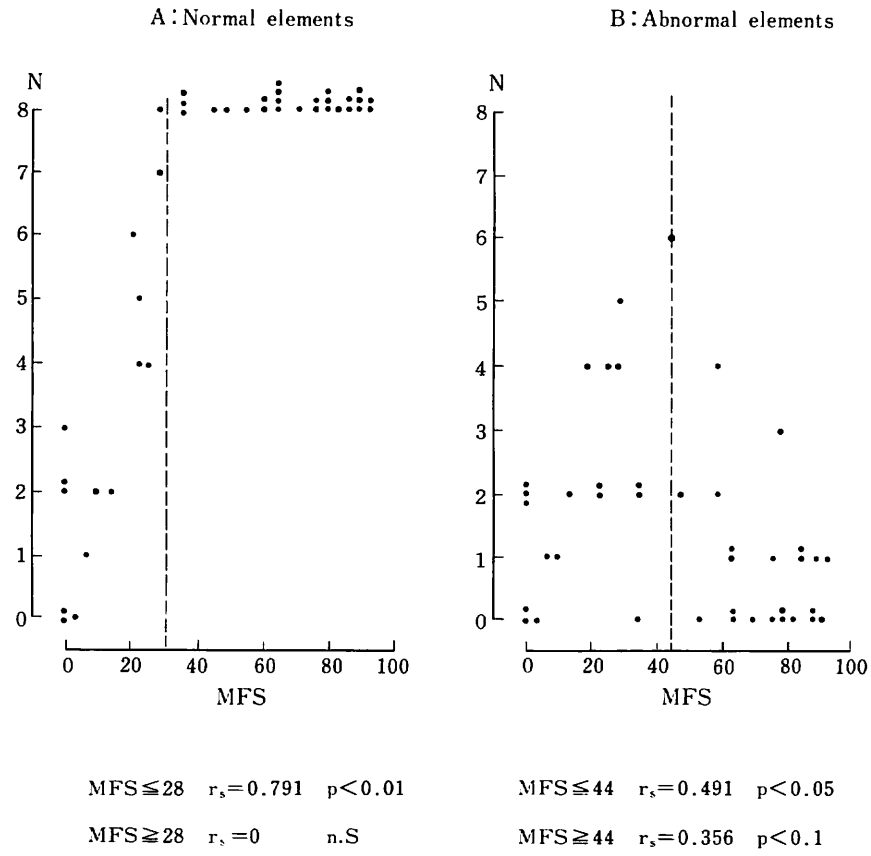 A:Normal elements
B:Abnormal elements
N
8
7
6
5
4
3
2
1
0
0 20 40 60 80 100
MFS
N
8
7
6
5
4
3
2
1
0
0 20 40 60 80 100
MFS
MFS≦28 rₛ=0.791 p<0.01
MFS≧28 rₛ=0 n.S
MFS≦44 rₛ=0.491 p<0.05
MFS≧44 rₛ=0.356 p<0.1